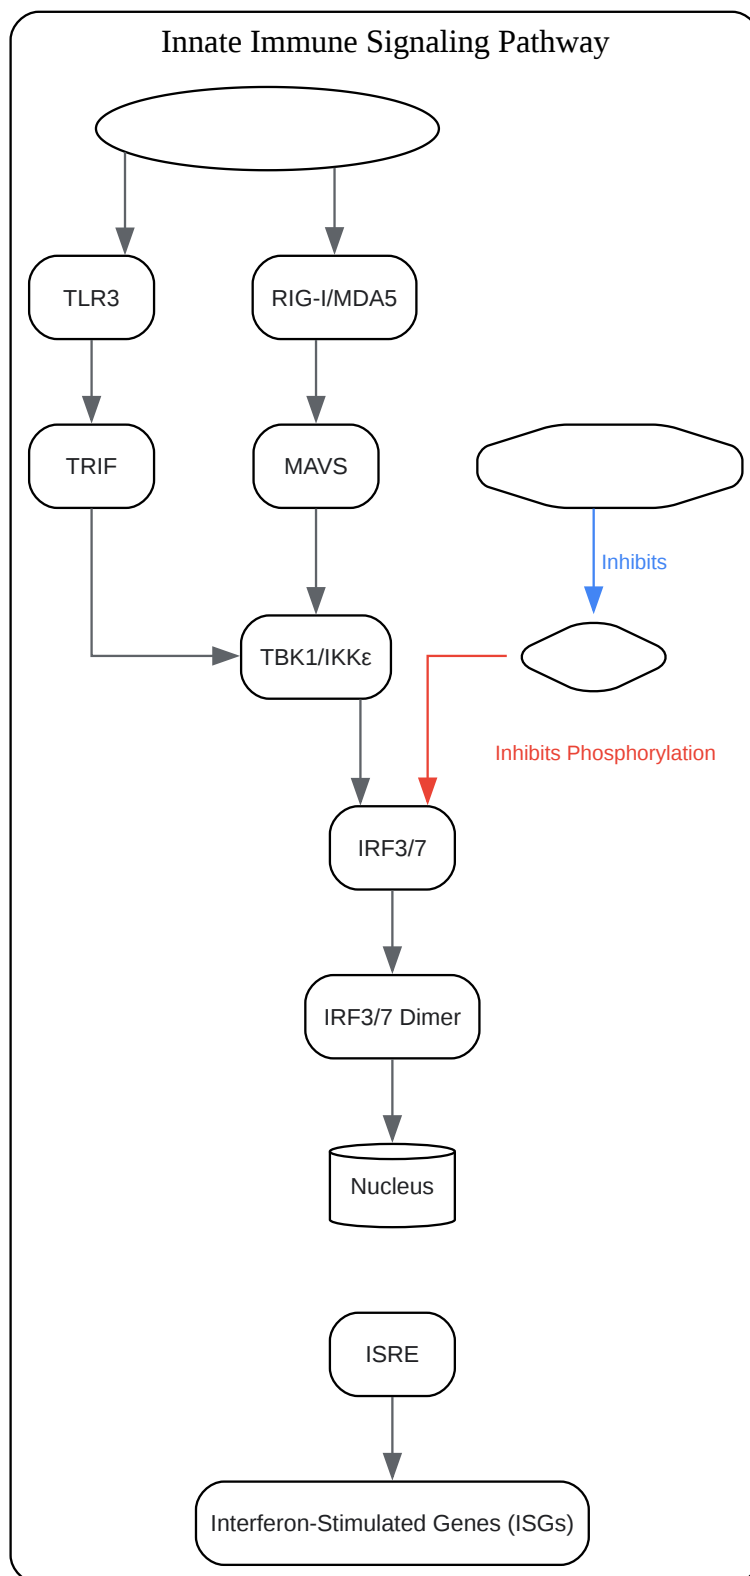 Innate Immune Signaling Pathway
TLR3
RIG-I/MDA5
TRIF
MAVS
Inhibits
TBK1/IKKε
Inhibits Phosphorylation
IRF3/7
IRF3/7 Dimer
Nucleus
ISRE
Interferon-Stimulated Genes (ISGs)